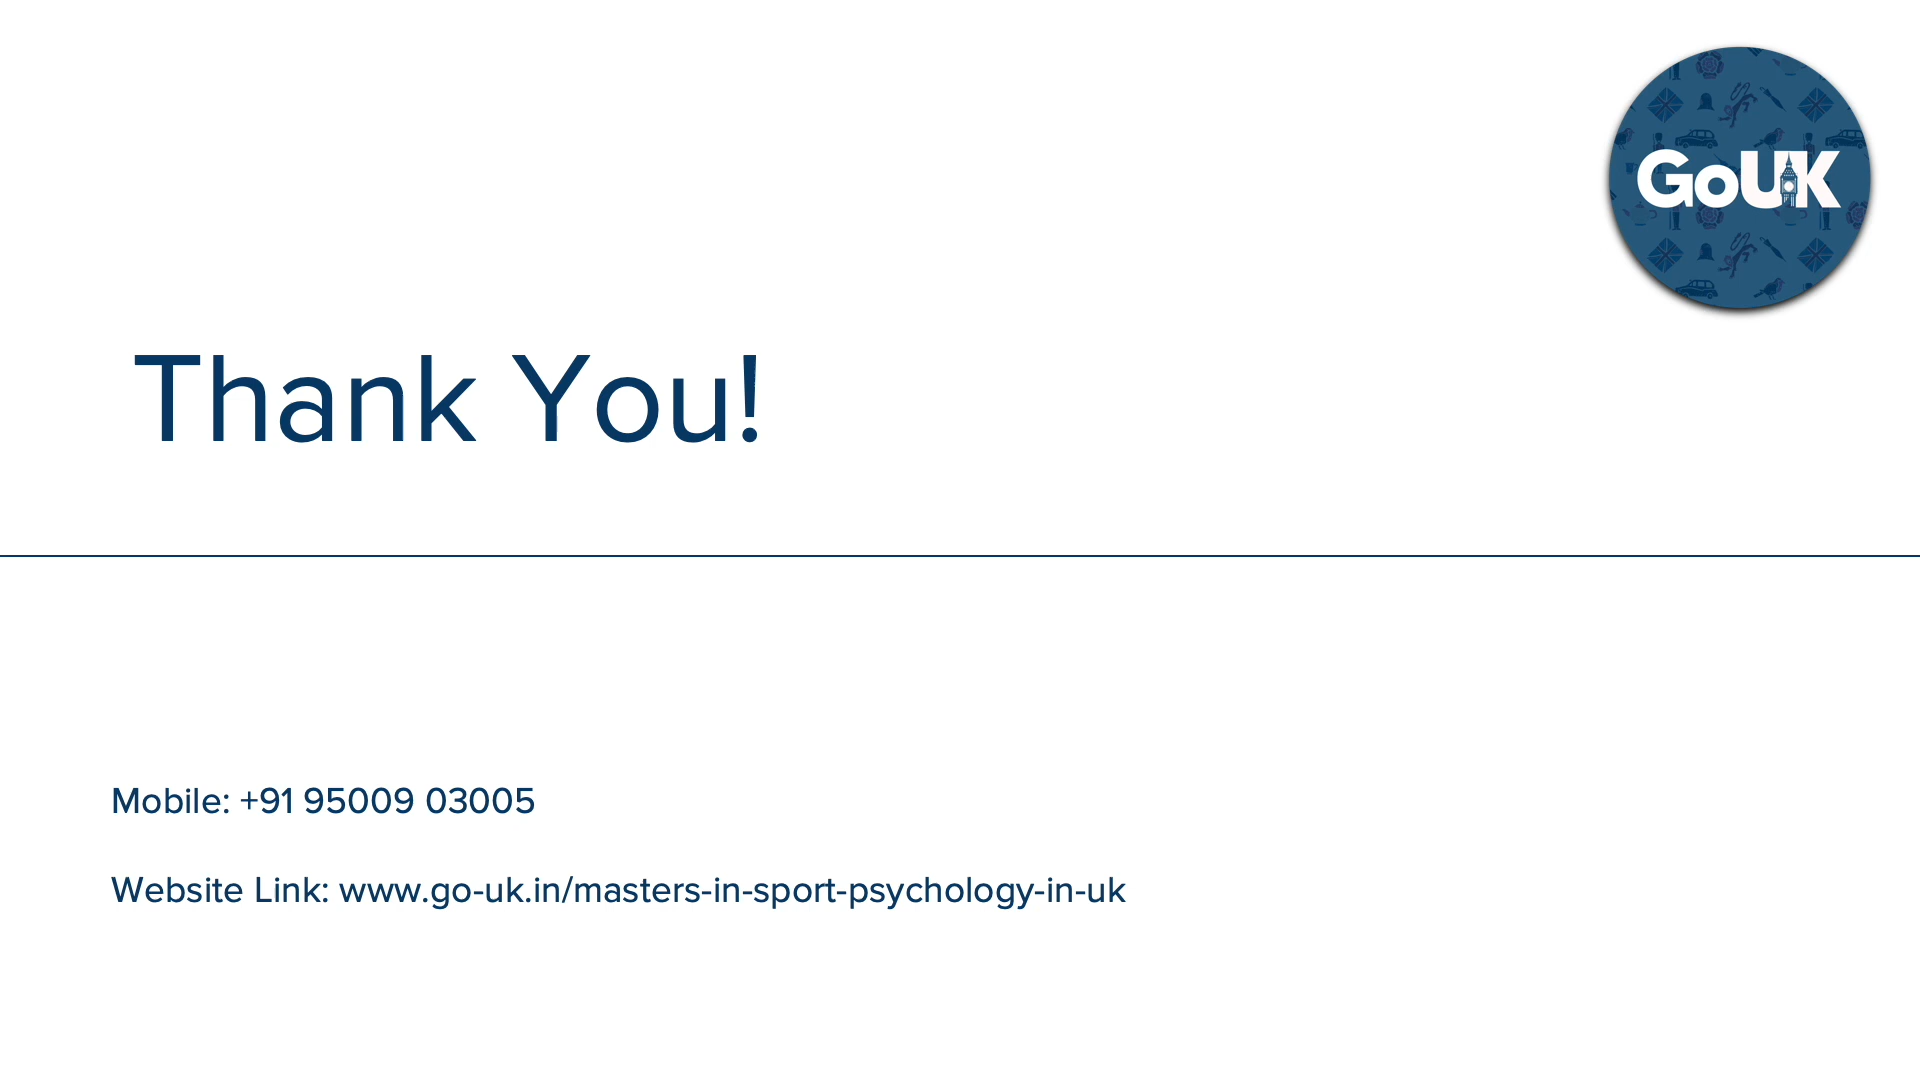 GoUK
Thank You!
Mobile: +91 95009 03005
Website Link: www.go-uk.in/masters-in-sport-psychology-in-uk